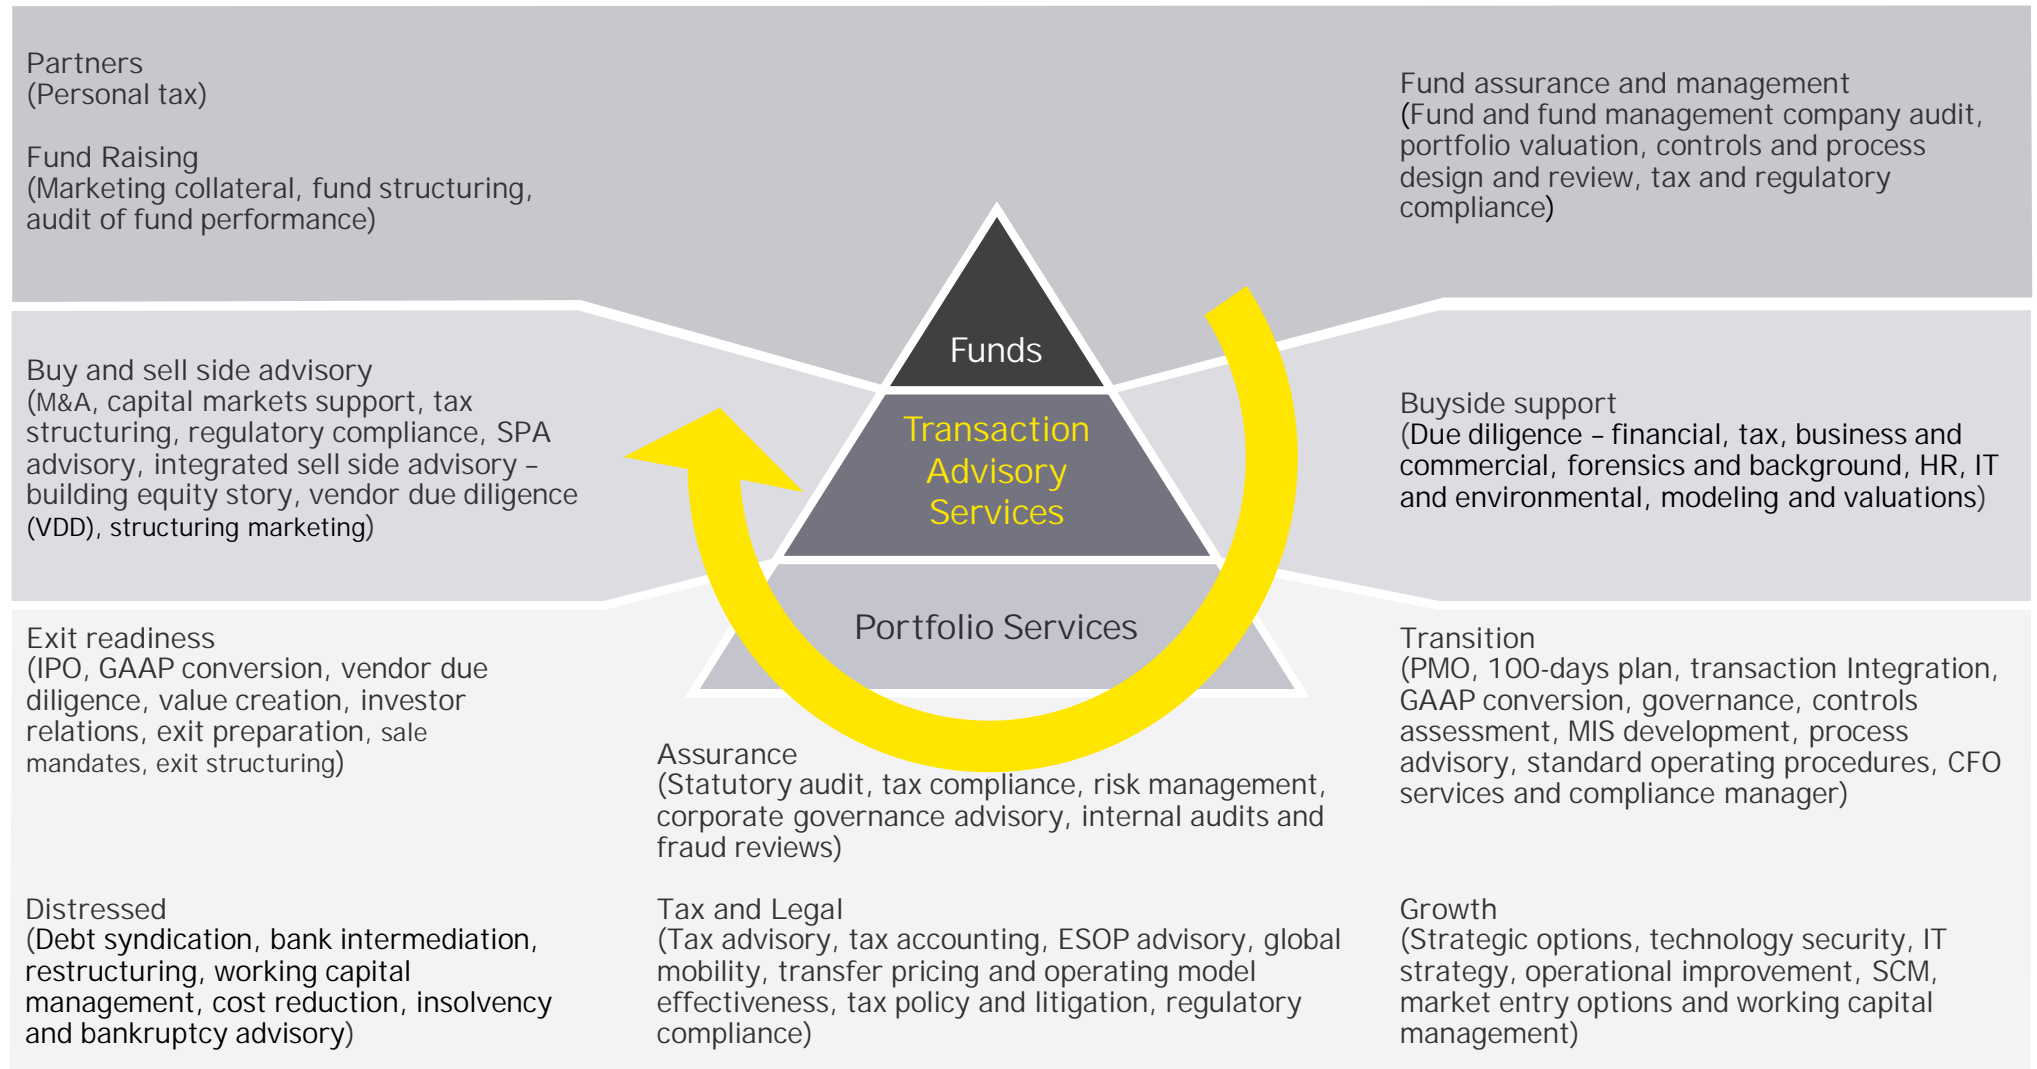 Partners
(Personal tax)
Fund Raising
(Marketing collateral, fund structuring,
audit of fund performance)
Fund assurance and management
(Fund and fund management company audit,
portfolio valuation, controls and process
design and review, tax and regulatory
compliance)
Funds
Buy and sell side advisory
(M&A, capital markets support, tax
structuring, regulatory compliance, SPA
advisory, integrated sell side advisory –
building equity story, vendor due diligence
(VDD), structuring marketing)
Transaction
Advisory
Services
Buyside support
(Due diligence – financial, tax, business and
commercial, forensics and background, HR, IT
and environmental, modeling and valuations)
Portfolio Services
Exit readiness
(IPO, GAAP conversion, vendor due
diligence, value creation, investor
relations, exit preparation, sale
mandates, exit structuring)
Assurance
(Statutory audit, tax compliance, risk management,
corporate governance advisory, internal audits and
fraud reviews)
Transition
(PMO, 100-days plan, transaction Integration,
GAAP conversion, governance, controls
assessment, MIS development, process
advisory, standard operating procedures, CFO
services and compliance manager)
Distressed
(Debt syndication, bank intermediation,
restructuring, working capital
management, cost reduction, insolvency
and bankruptcy advisory)
Tax and Legal
(Tax advisory, tax accounting, ESOP advisory, global
mobility, transfer pricing and operating model
effectiveness, tax policy and litigation, regulatory
compliance)
Growth
(Strategic options, technology security, IT
strategy, operational improvement, SCM,
market entry options and working capital
management)